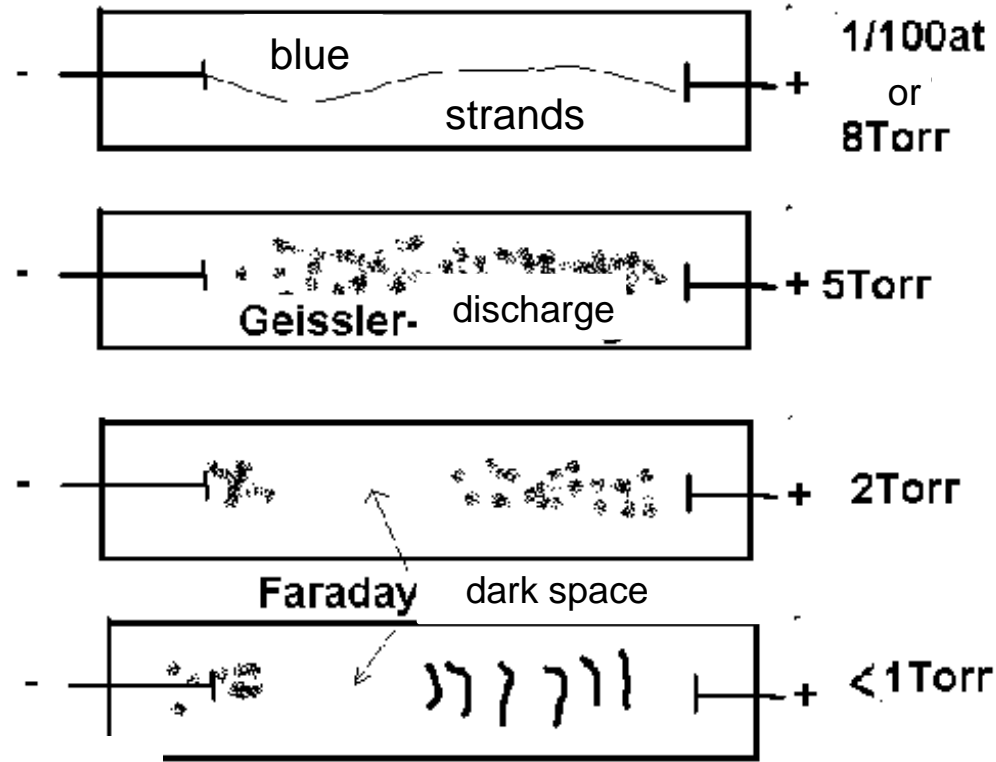 blue
strands
- + 1/100at
or
8Torr
- + 5Torr
Geissler- discharge
- + 2Torr
Faraday dark space
- + <1Torr